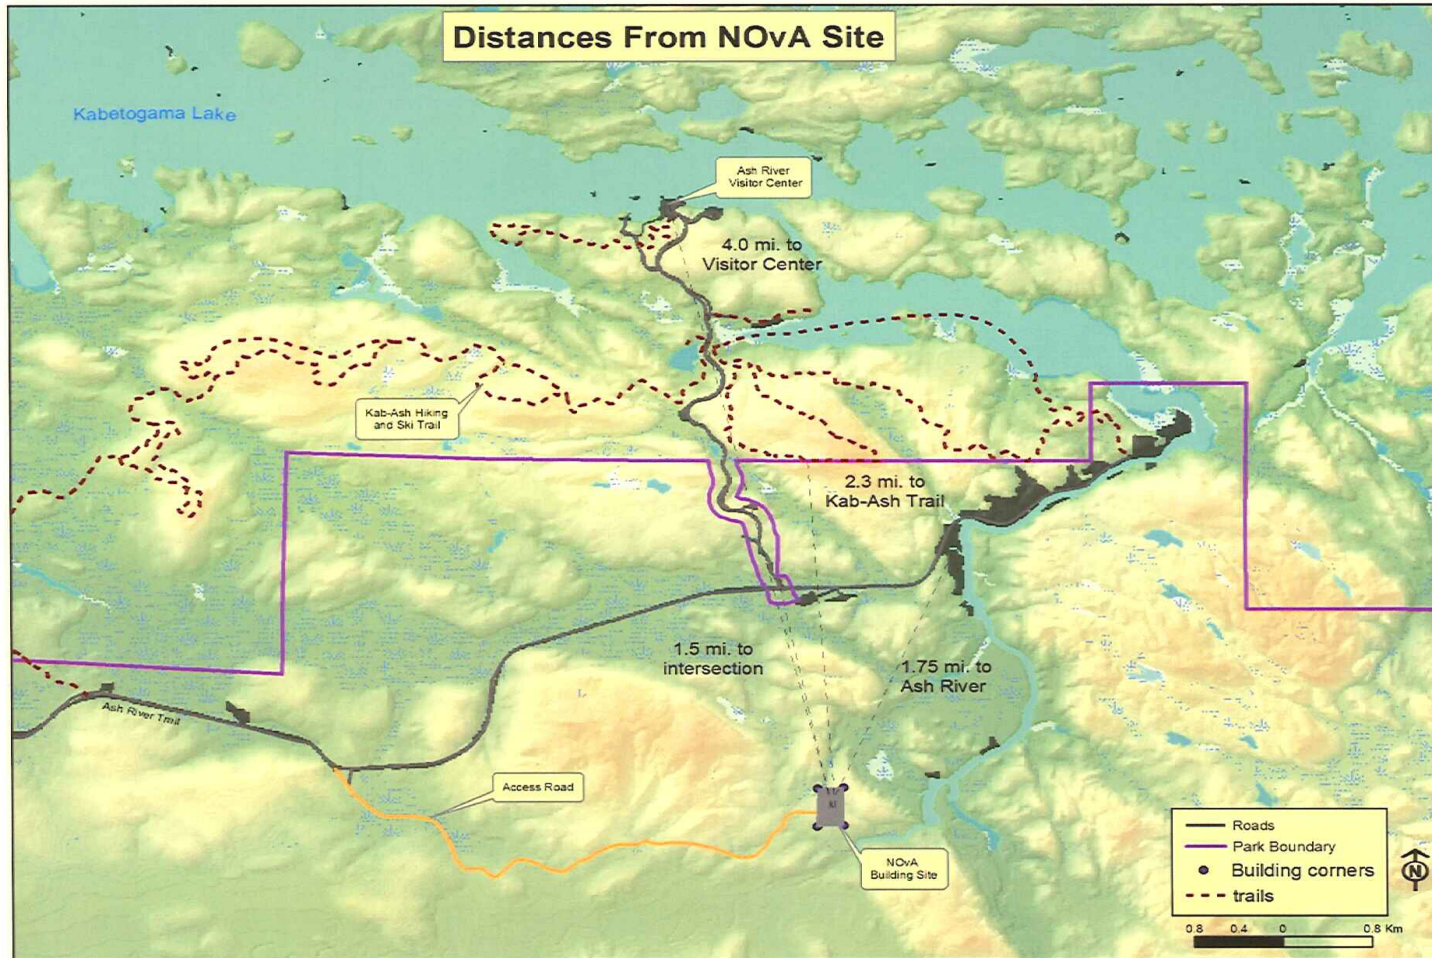 Distances From NOvA Site
Kabetogama Lake
Ash River
Visitor Center
4.0 mi. to
Visitor Center
Kab-Ash Hiking
and Ski Trail
2.3 mi. to
Kab-Ash Trail
1.5 mi. to
intersection
1.75 mi. to
Ash River
Ash River Trail
Access Road
NOvA
Building Site
Roads
Park Boundary
Building corners
trails
N
0.8 0.4 0 0.8 Km